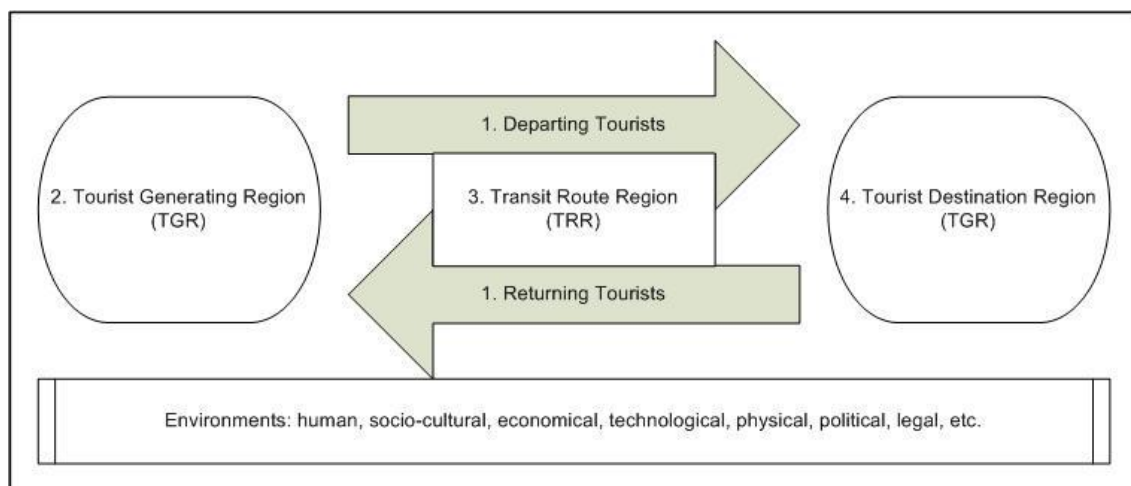 1. Departing Tourists
2. Tourist Generating Region
(TGR)
3. Transit Route Region
(TRR)
4. Tourist Destination Region
(TGR)
1. Returning Tourists
Environments: human, socio-cultural, economical, technological, physical, political, legal, etc.